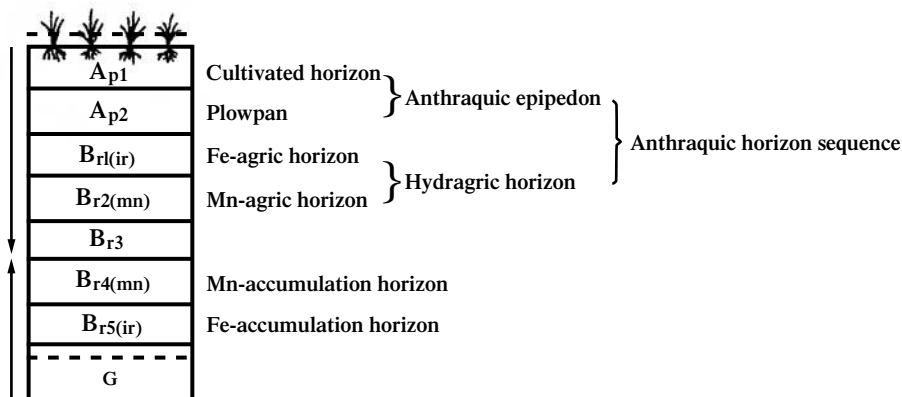 Ap1 Cultivated horizon
Anthraquic epipedon
Ap2 Plowpan
Anthraquic horizon sequence
Brl(ir) Fe-agric horizon
Hydragric horizon
Br2(mn) Mn-agric horizon
Br3
Br4(mn) Mn-accumulation horizon
Br5(ir) Fe-accumulation horizon
G